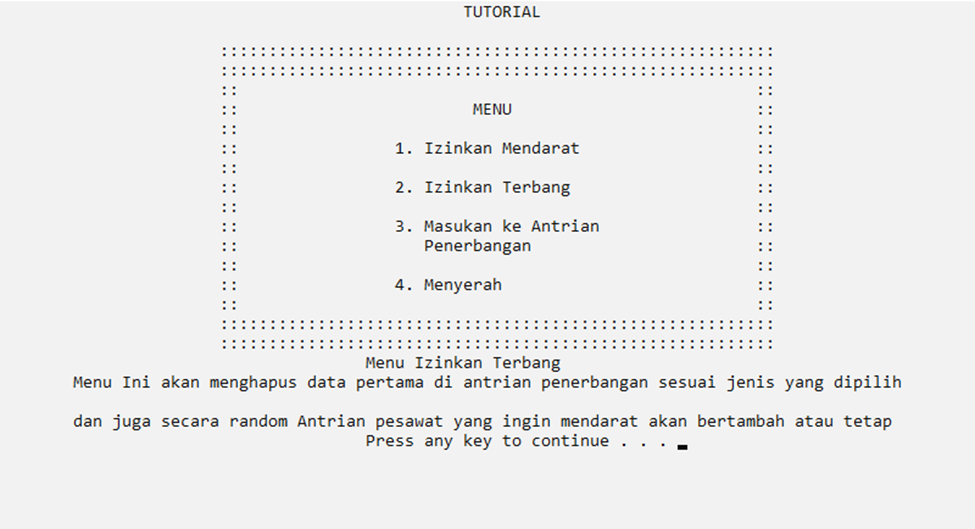 TUTORIAL
:::::::::::::::::::::::::::::::::::::::::::::::::::::::::
:::::::::::::::::::::::::::::::::::::::::::::::::::::::::
:: ::
:: MENU ::
:: ::
:: 1. Izinkan Mendarat ::
:: ::
:: 2. Izinkan Terbang ::
:: ::
:: 3. Masukan ke Antrian ::
:: Penerbangan ::
:: ::
:: 4. Menyerah ::
:: ::
:::::::::::::::::::::::::::::::::::::::::::::::::::::::::
:::::::::::::::::::::::::::::::::::::::::::::::::::::::::
Menu Izinkan Terbang
Menu Ini akan menghapus data pertama di antrian penerbangan sesuai jenis yang dipilih
dan juga secara random Antrian pesawat yang ingin mendarat akan bertambah atau tetap
Press any key to continue . . .